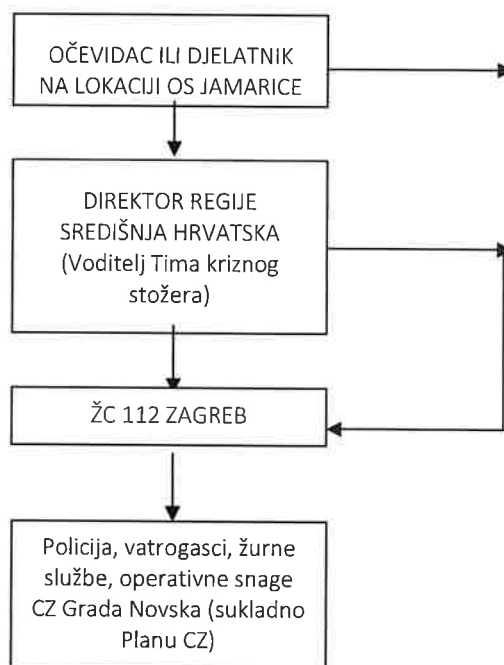 OČEVIDAC ILI DJELATNIK
NA LOKACIJI OS JAMARICE
DIREKTOR REGIJE
SREDIŠNJA HRVATSKA
(Voditelj Tima kriznog
stožera)
ŽC 112 ZAGREB
Policija, vatrogasci, žurne
službe, operativne snage
CZ Grada Novska (sukladno
Planu CZ)